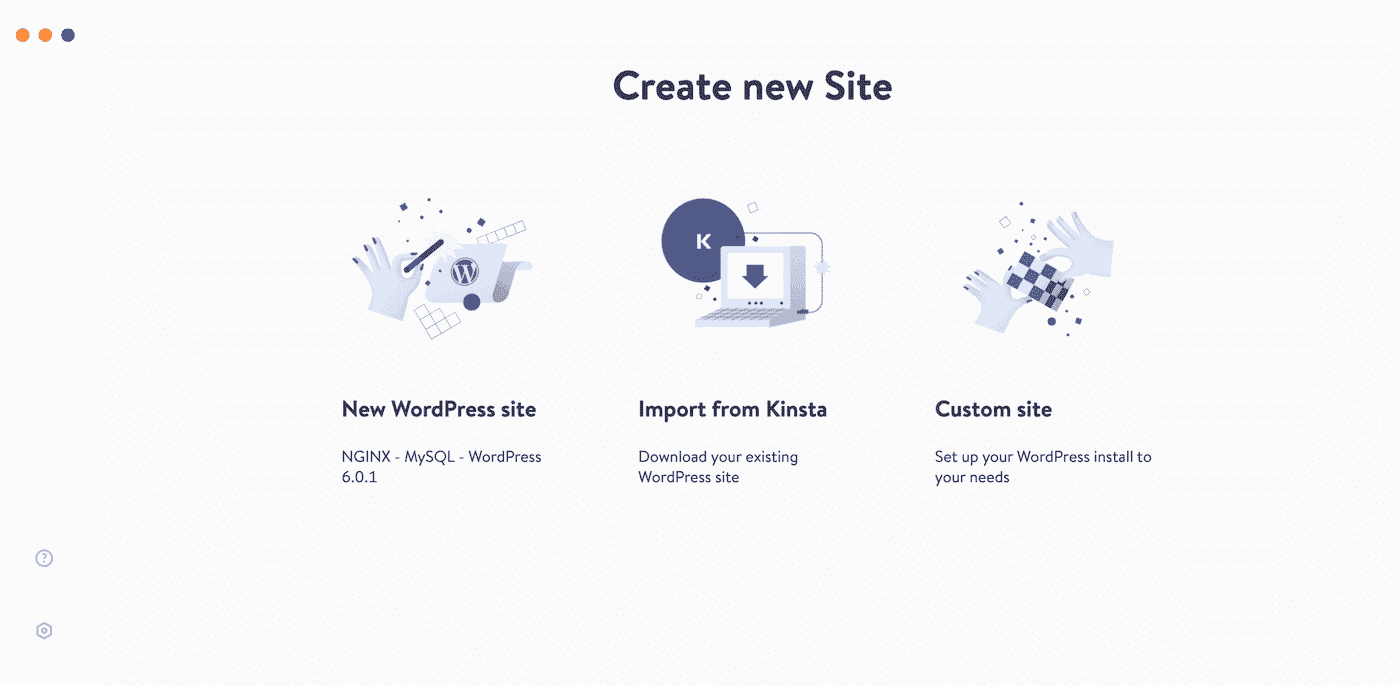 Create new Site
K
W
New WordPress site
NGINX - MySQL - WordPress
6.0.1
Import from Kinsta
Download your existing
WordPress site
Custom site
Set up your WordPress install to
your needs
?